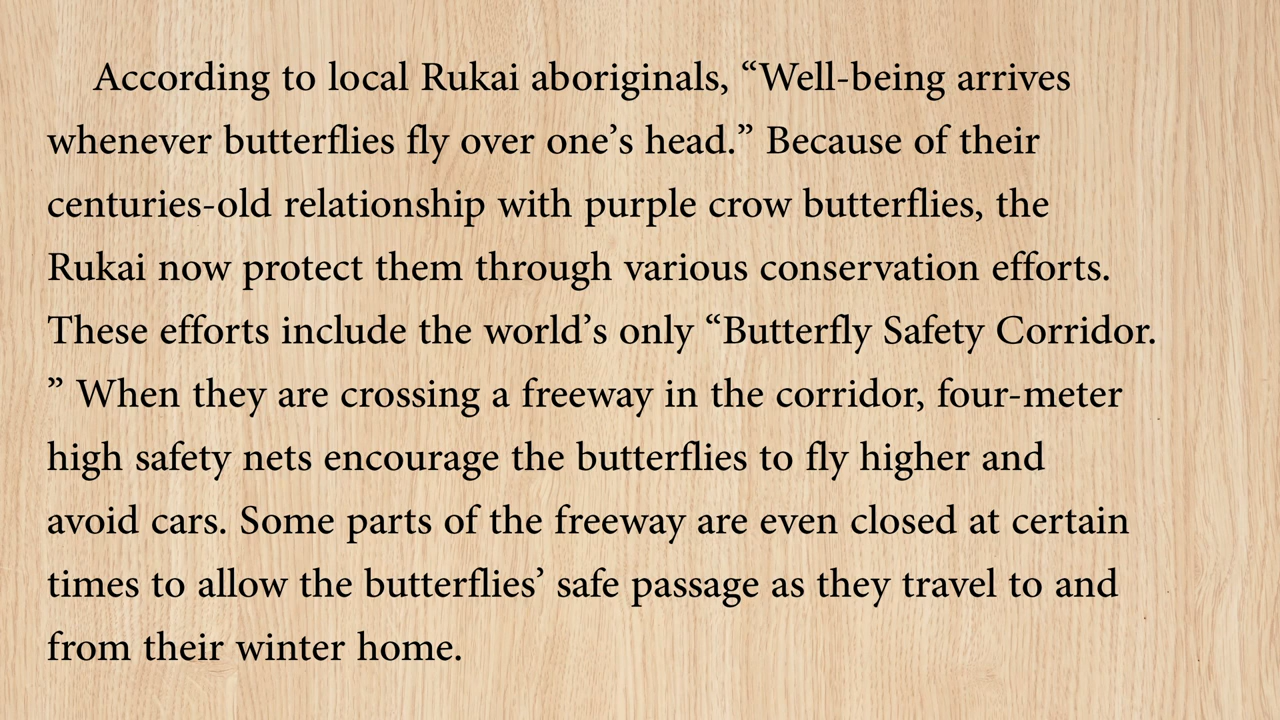 According to local Rukai aboriginals, “Well-being arrives
whenever butterflies fly over one’s head.” Because of their
centuries-old relationship with purple crow butterflies, the
Rukai now protect them through various conservation efforts.
These efforts include the world’s only “Butterfly Safety Corridor.
” When they are crossing a freeway in the corridor, four-meter
high safety nets encourage the butterflies to fly higher and
avoid cars. Some parts of the freeway are even closed at certain
times to allow the butterflies’ safe passage as they travel to and
from their winter home.